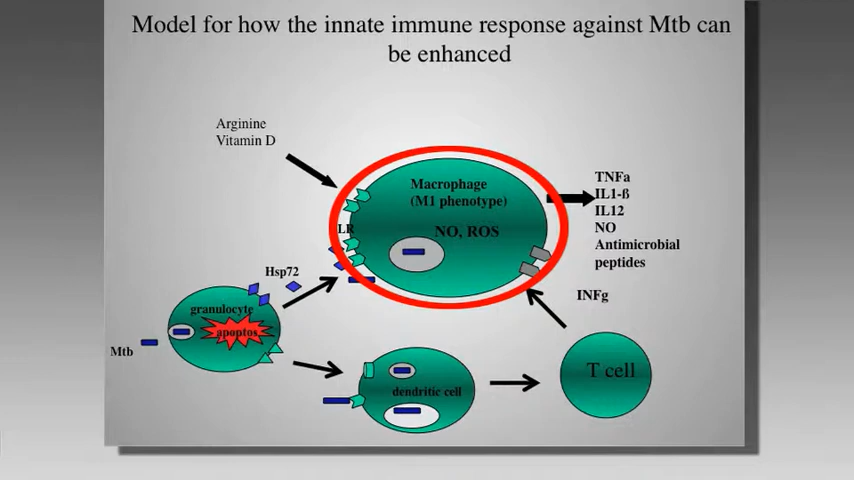 Model for how the innate immune response against Mtb can
be enhanced
Arginine
Vitamin D
Macrophage
(M1 phenotype)
NO, ROS
LR
TNFa
IL1-ß
IL12
NO
Antimicrobial
peptides
INFg
Hsp72
granulocyte
apoptos
Mtb
dendritic cell
T cell